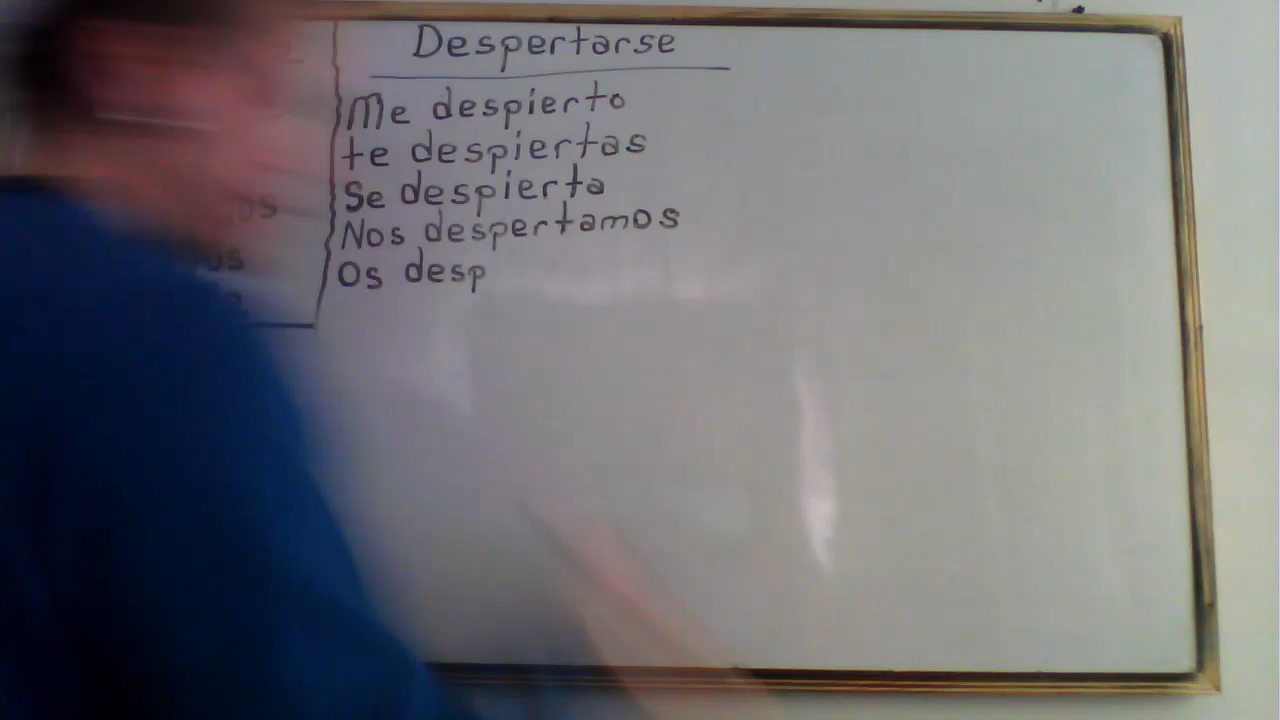 Despertarse
Me despierto
te despiertas
Se despierta
Nos despertamos
Os desp